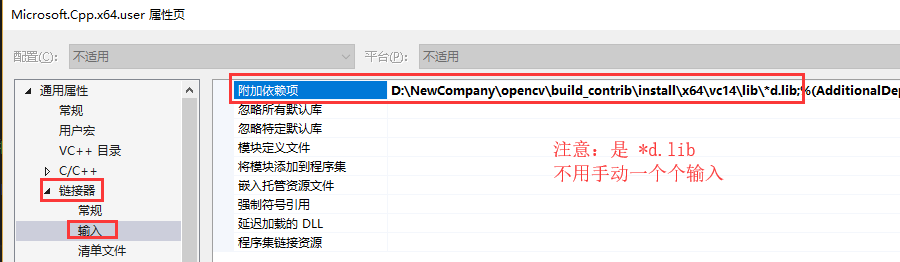 Microsoft.Cpp.x64.user 属性页
配置(C): 不适用 平台(P): 不适用
通用属性
常规
用户宏
VC++ 目录
C/C++
链接器
常规
输入
清单文件
附加依赖项 D:\NewCompany\opencv\build_contrib\install\x64\vc14\lib\*d.lib;%(AdditionalDep
忽略所有默认库
忽略特定默认库
模块定义文件
将模块添加到程序集
嵌入托管资源文件
强制符号引用
延迟加载的 DLL
程序集链接资源
注意：是 *d.lib
不用手动一个个输入